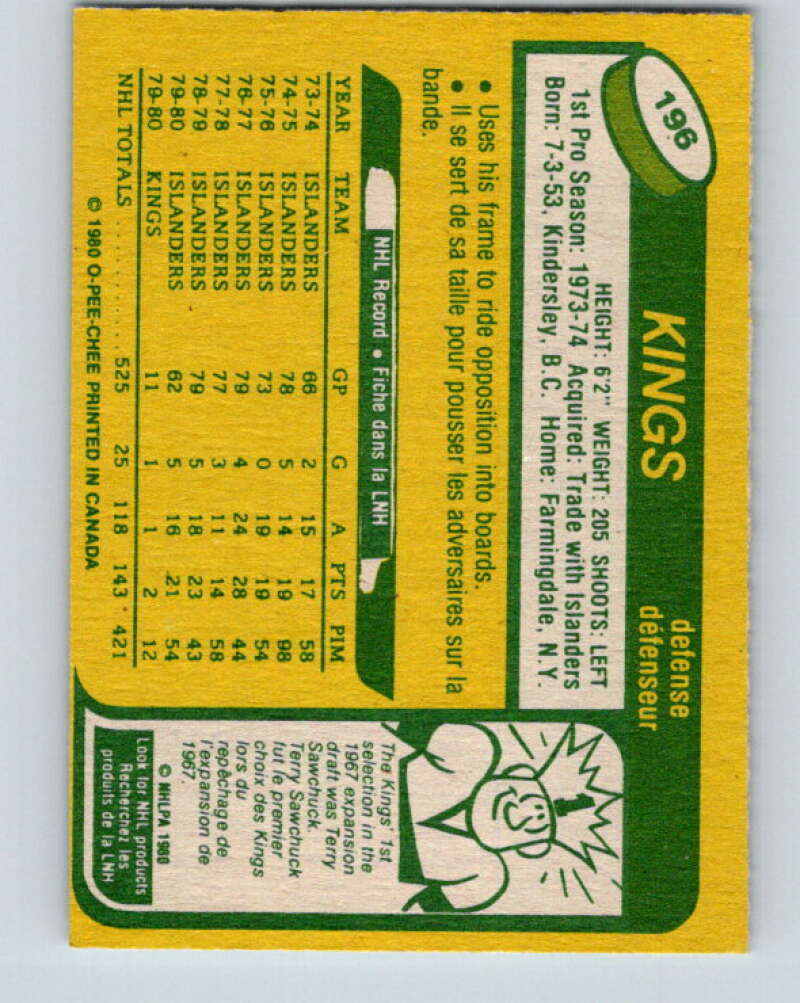 196
KINGS
defense
défenseur
HEIGHT: 6'2" WEIGHT: 205 SHOOTS: LEFT
1st Pro Season: 1973-74 Acquired: Trade with Islanders
Born: 7-3-53, Kindersley, B.C. Home: Farmingdale, N.Y.
• Uses his frame to ride opposition into boards.
• Il se sert de sa taille pour pousser les adversaires sur la
bande.
NHL Record • Fiche dans la LNH
YEAR TEAM GP G A PTS PIM
73-74 ISLANDERS 66 2 15 17 58
74-75 ISLANDERS 78 5 14 19 98
75-76 ISLANDERS 73 0 19 19 54
76-77 ISLANDERS 79 4 24 28 44
77-78 ISLANDERS 77 3 11 14 58
78-79 ISLANDERS 79 5 18 23 43
79-80 ISLANDERS 62 5 16 21 54
79-80 KINGS 11 1 1 2 12
NHL TOTALS .......... 525 25 118 143 421
© 1980 O-PEE-CHEE PRINTED IN CANADA
1
The Kings' 1st
selection in the
1967 expansion
draft was Terry
Sawchuck.
Terry Sawchuck
fut le premier
choix des Kings
lors du
repêchage de
l'expansion de
1967.
© NHLPA 1980
Look for NHL products
Recherchez les
produits de la LNH